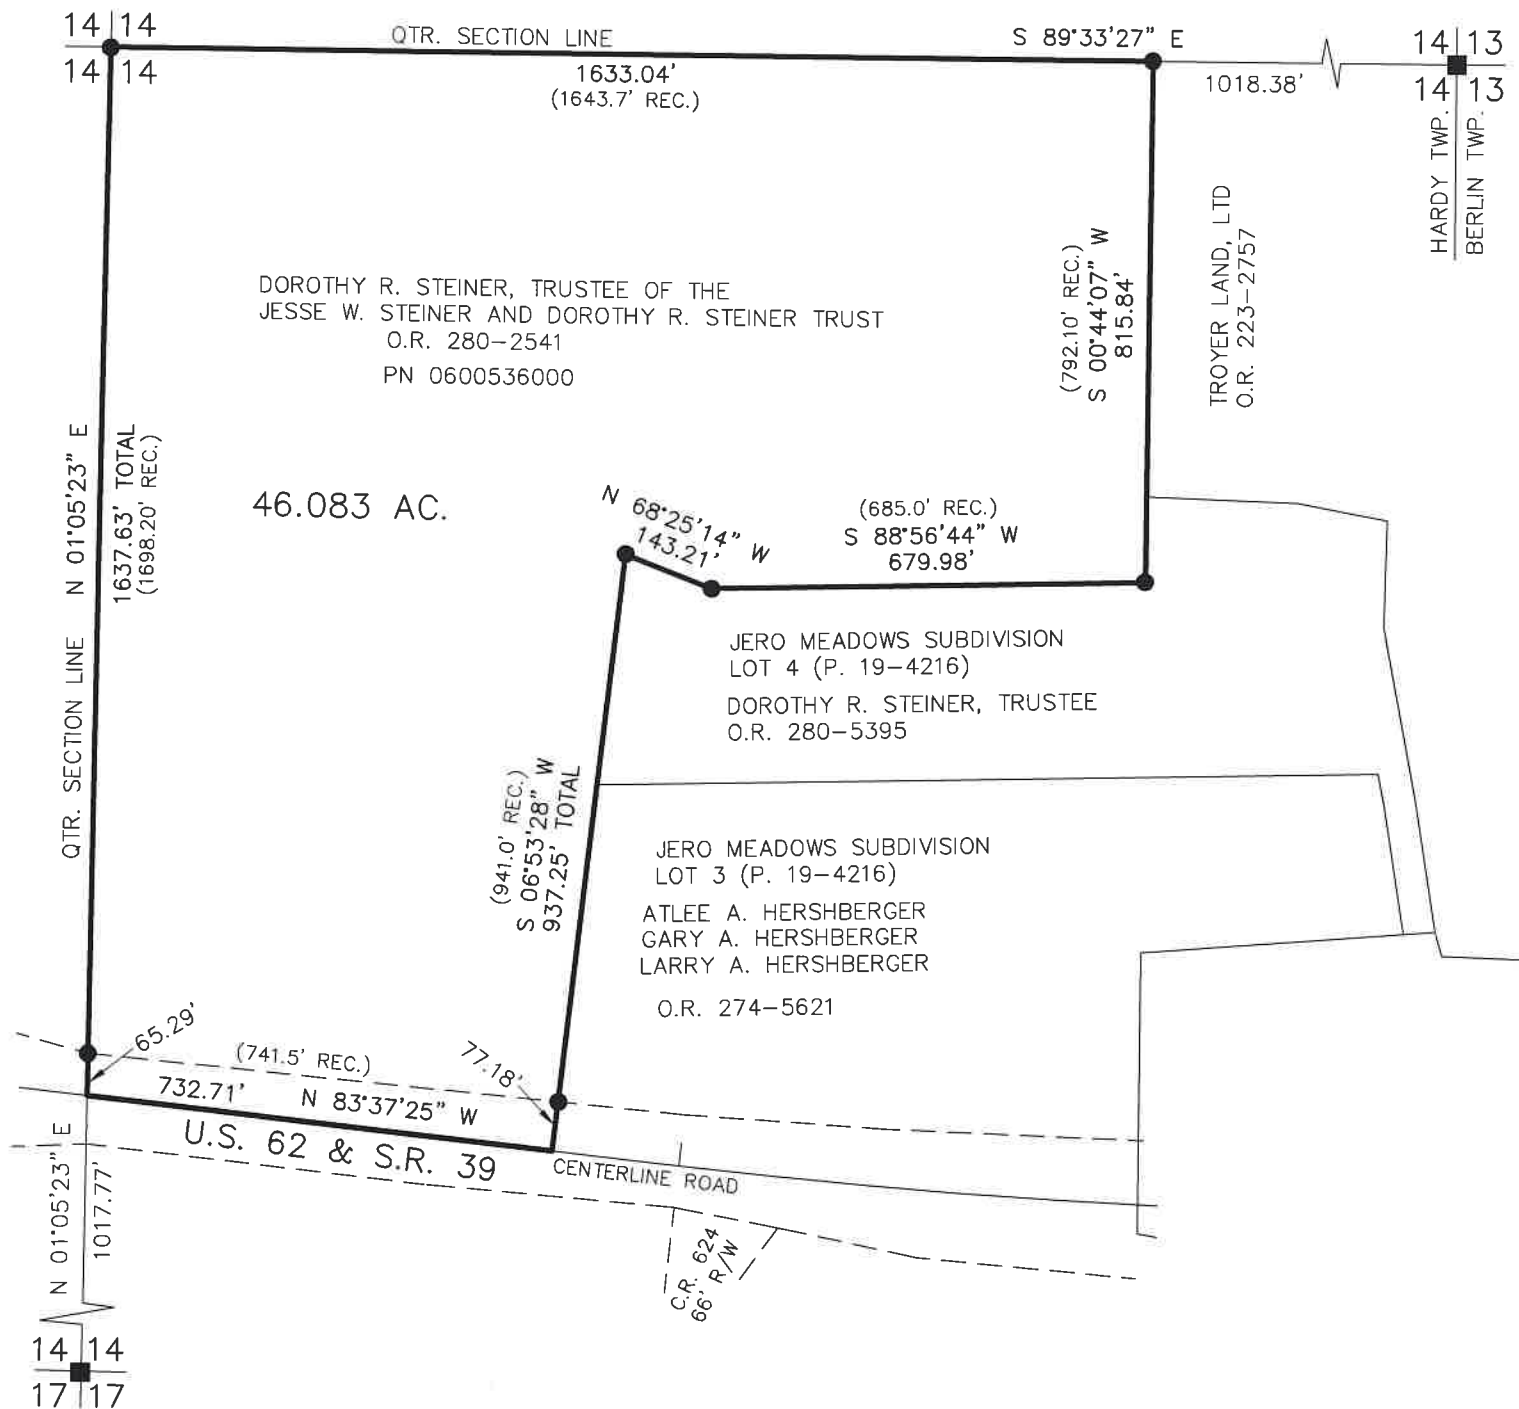 14 14
14 14
QTR. SECTION LINE
S 89°33'27" E
1633.04'
(1643.7' REC.)
1018.38'
14 13
14 13
HARDY TWP.
BERLIN TWP.
TROYER LAND, LTD
O.R. 223-2757
(792.10' REC.)
S 00°44'07" W
815.84'
DOROTHY R. STEINER, TRUSTEE OF THE
JESSE W. STEINER AND DOROTHY R. STEINER TRUST
O.R. 280-2541
PN 0600536000
QTR. SECTION LINE N 01°05'23" E
1637.63' TOTAL
(1698.20' REC.)
46.083 AC.
N 68°25'14" W
143.21'
(685.0' REC.)
S 88°56'44" W
679.98'
JERO MEADOWS SUBDIVISION
LOT 4 (P. 19-4216)
DOROTHY R. STEINER, TRUSTEE
O.R. 280-5395
(941.0' REC.)
S 06°53'28" W
937.25' TOTAL
JERO MEADOWS SUBDIVISION
LOT 3 (P. 19-4216)
ATLEE A. HERSHBERGER
GARY A. HERSHBERGER
LARRY A. HERSHBERGER
O.R. 274-5621
65.29'
(741.5' REC.)
77.18'
732.71' N 83°37'25" W
U.S. 62 & S.R. 39
CENTERLINE ROAD
N 01°05'23" E
1017.77'
C.R. 624
66' R/W
14 14
17 17